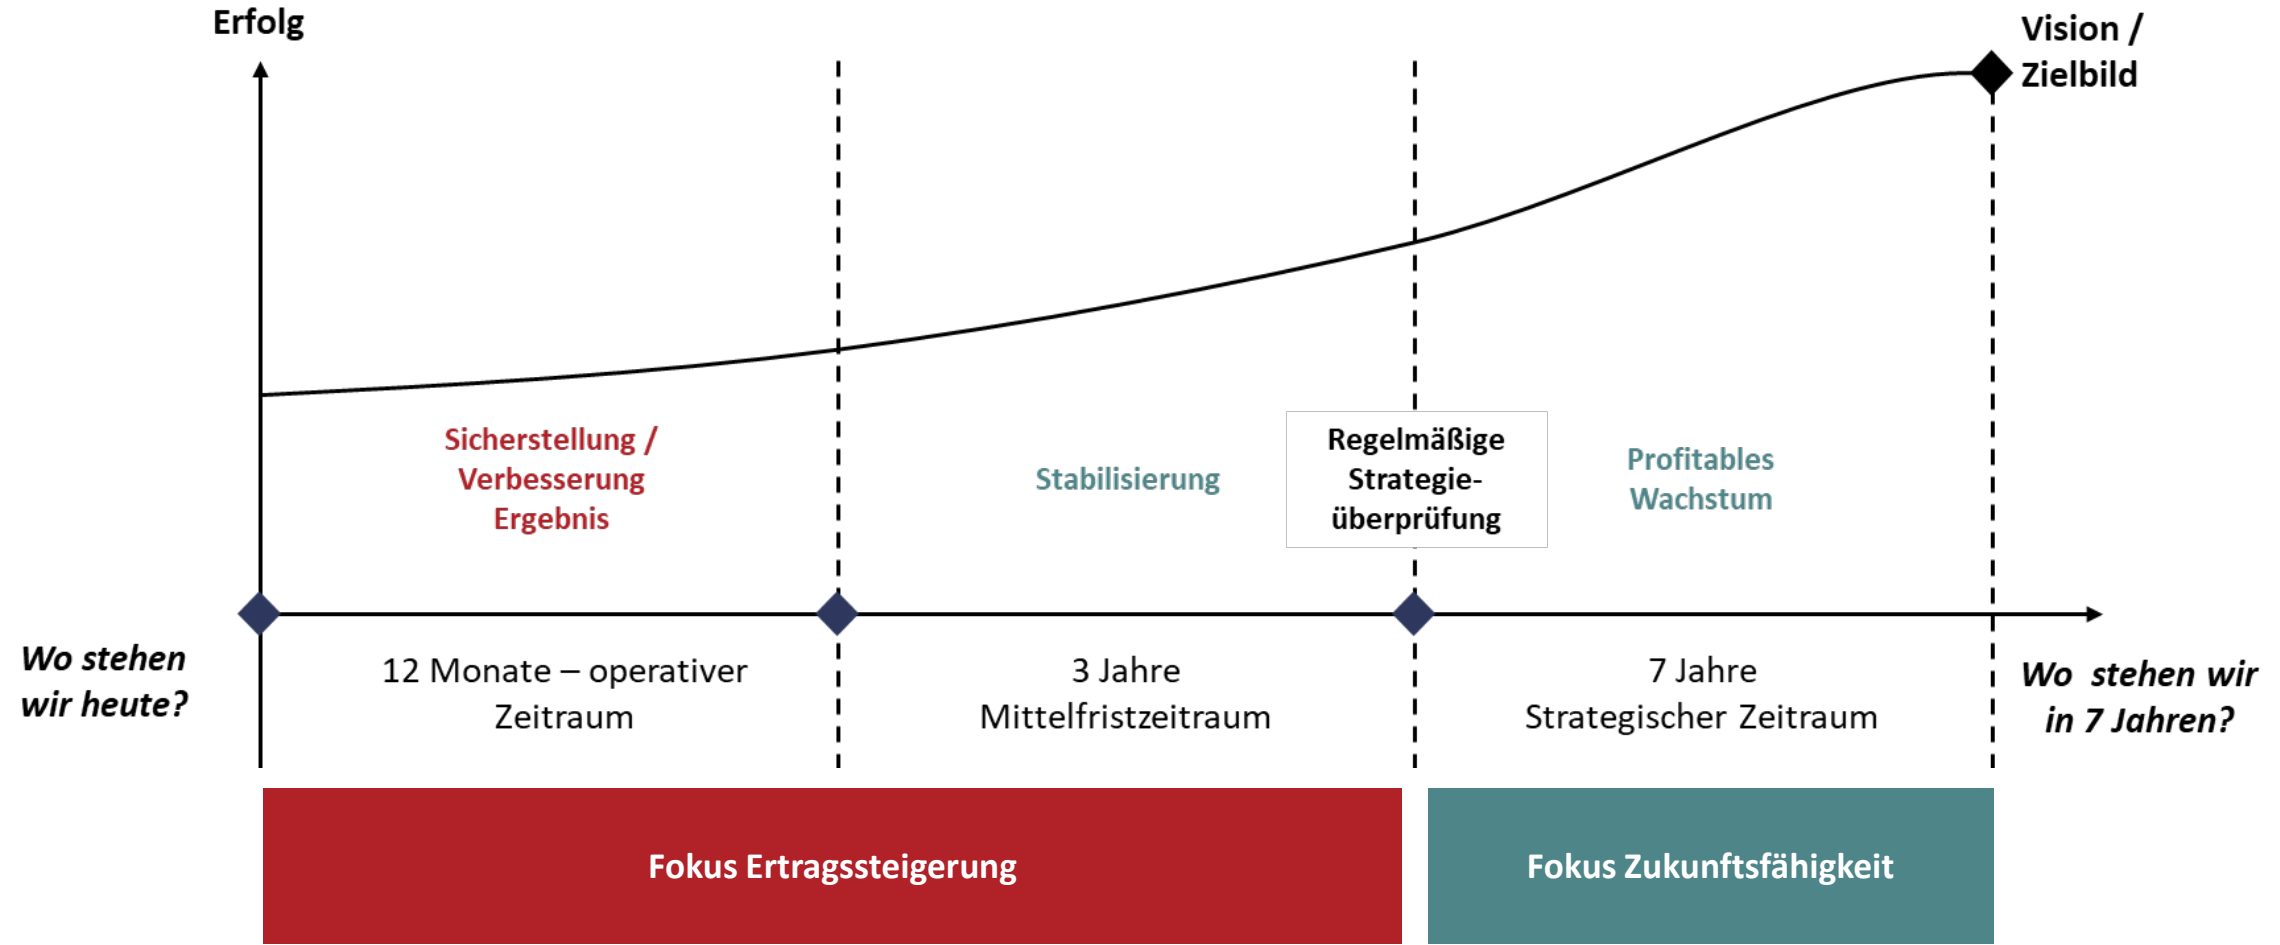 Erfolg
Vision /
Zielbild
Sicherstellung /
Verbesserung
Ergebnis
Stabilisierung
Regelmäßige
Strategie-
überprüfung
Profitables
Wachstum
Wo stehen
wir heute?
12 Monate – operativer
Zeitraum
3 Jahre
Mittelfristzeitraum
7 Jahre
Strategischer Zeitraum
Wo stehen wir
in 7 Jahren?
Fokus Ertragssteigerung
Fokus Zukunftsfähigkeit